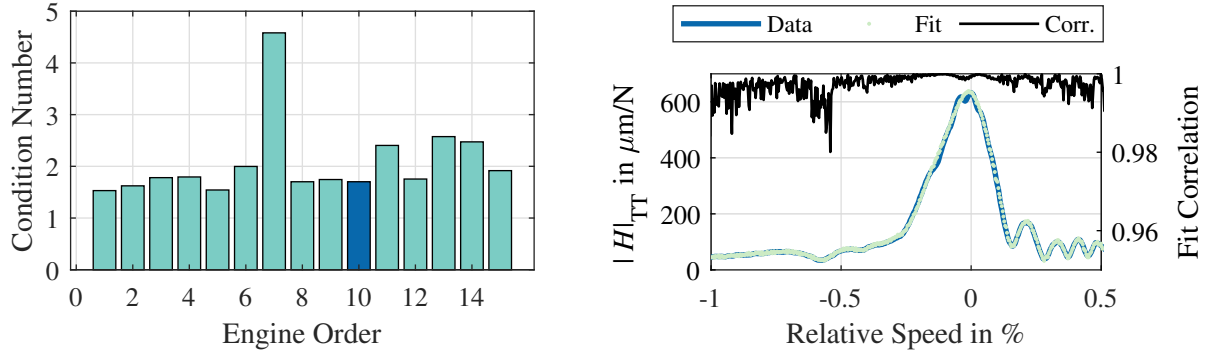 5
4
3
2
1
0
Condition Number
0 2 4 6 8 10 12 14
Engine Order
Data Fit Corr.
600
400
200
0
|H|TT in μm/N
1
0.98
0.96
Fit Correlation
-1 -0.5 0 0.5
Relative Speed in %